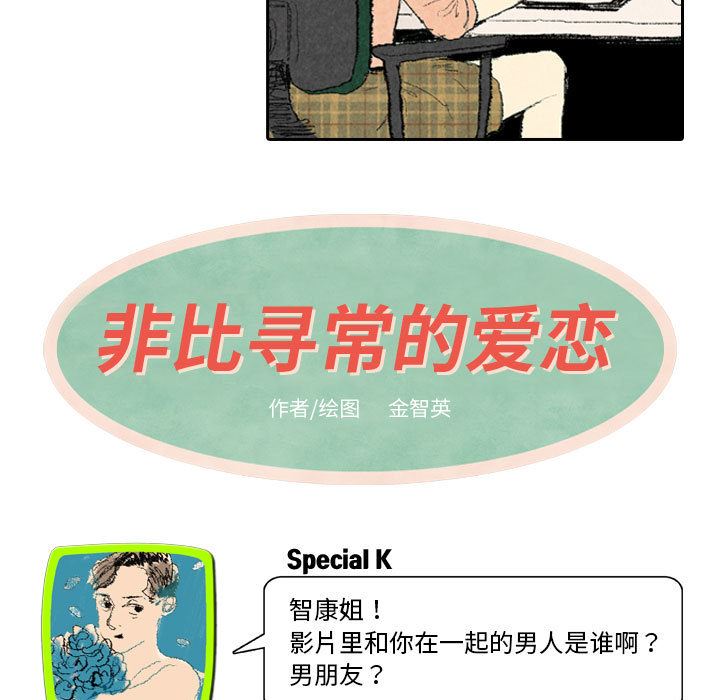 非比寻常的爱恋
作者/绘图 金智英
Special K
智康姐！
影片里和你在一起的男人是谁啊？
男朋友？